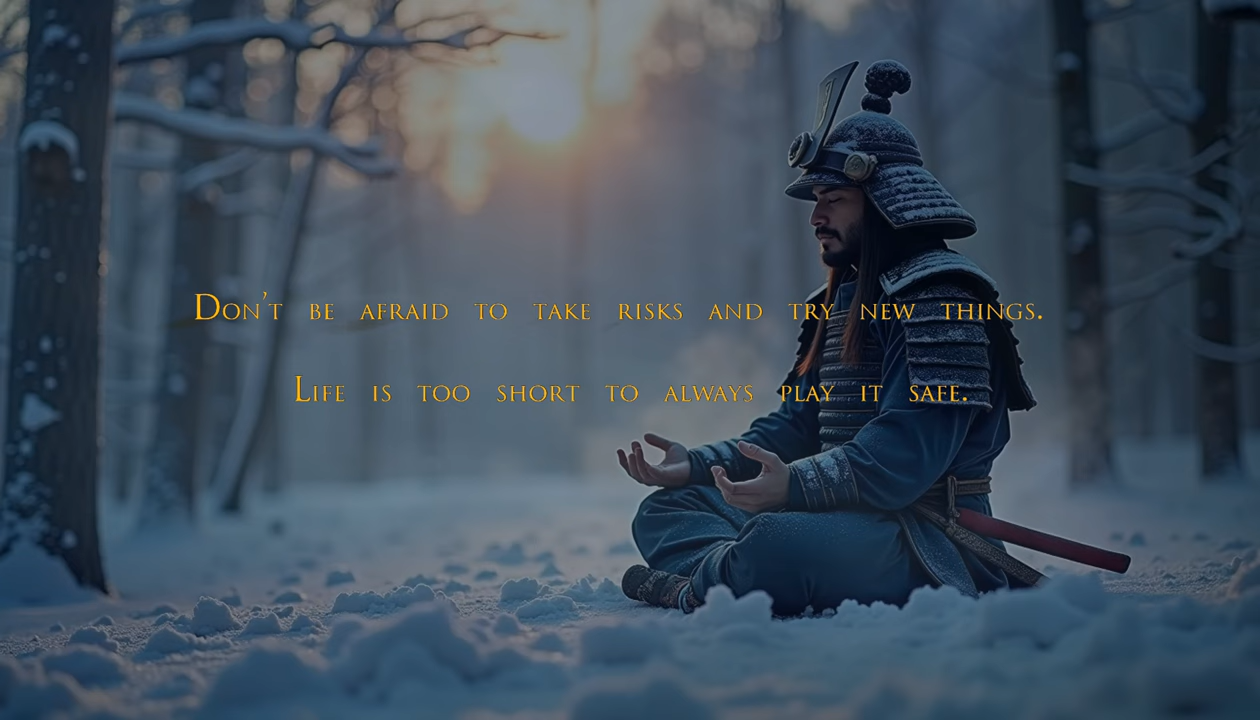 Don't be afraid to take risks and try new things.
Life is too short to always play it safe.